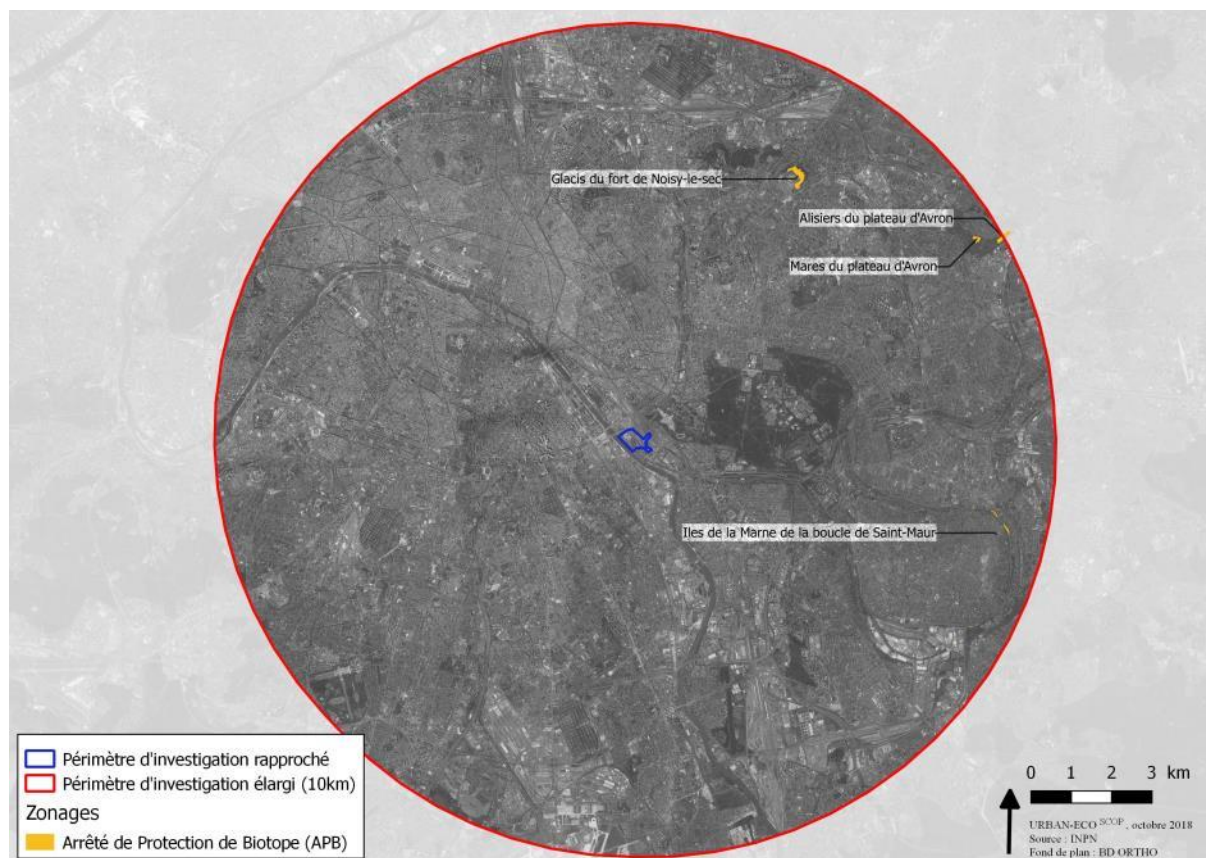 Glacis du fort de Noisy-le-sec
Alisiers du plateau d'Avron
Mares du plateau d'Avron
Iles de la Marne de la boucle de Saint-Maur
Périmètre d'investigation rapproché
Périmètre d'investigation élargi (10km)
Zonages
Arrêté de Protection de Biotope (APB)
0 1 2 3 km
URBAN-ECO SCOP, octobre 2018
Source : INPN
Fond de plan : BD ORTHO